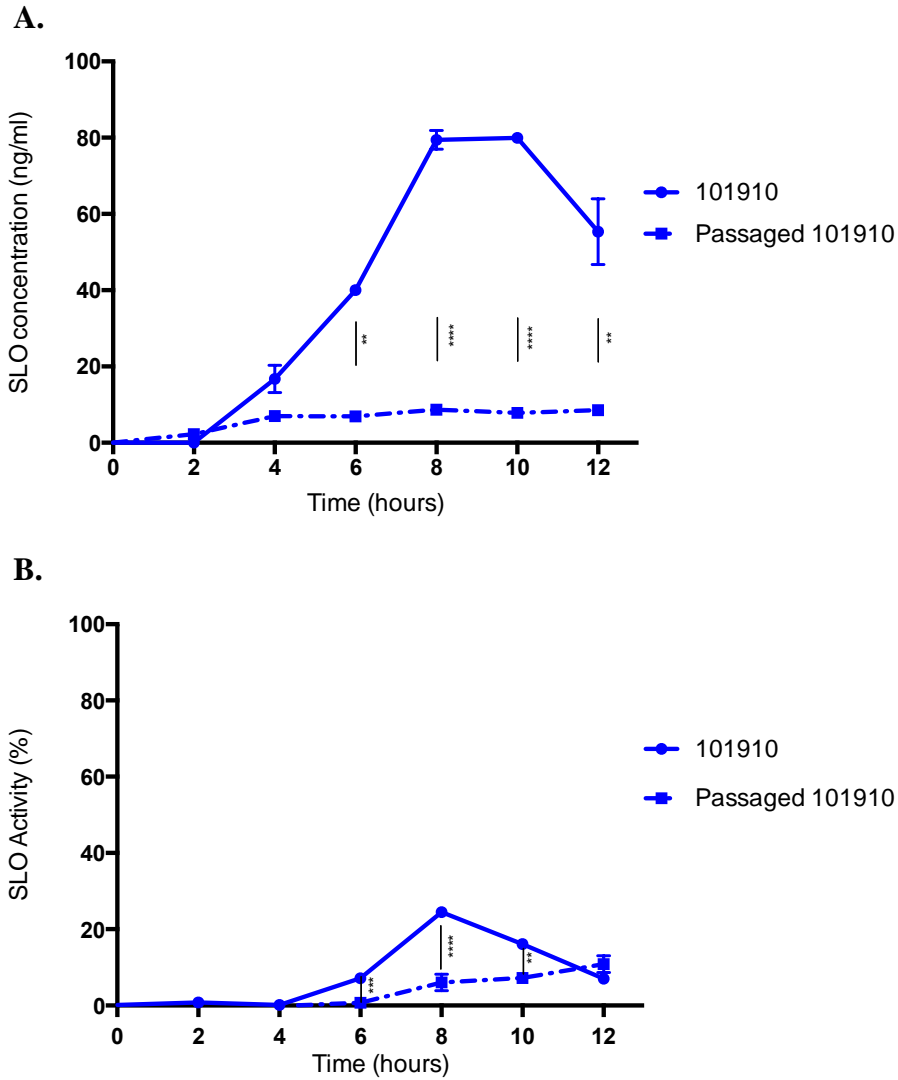 A.
SLO concentration (ng/ml)
100
80
60
40
20
0
** **** **** **
0 2 4 6 8 10 12
Time (hours)
101910
Passaged 101910
B.
SLO Activity (%)
100
80
60
40
20
0
*** **** **
0 2 4 6 8 10 12
Time (hours)
101910
Passaged 101910